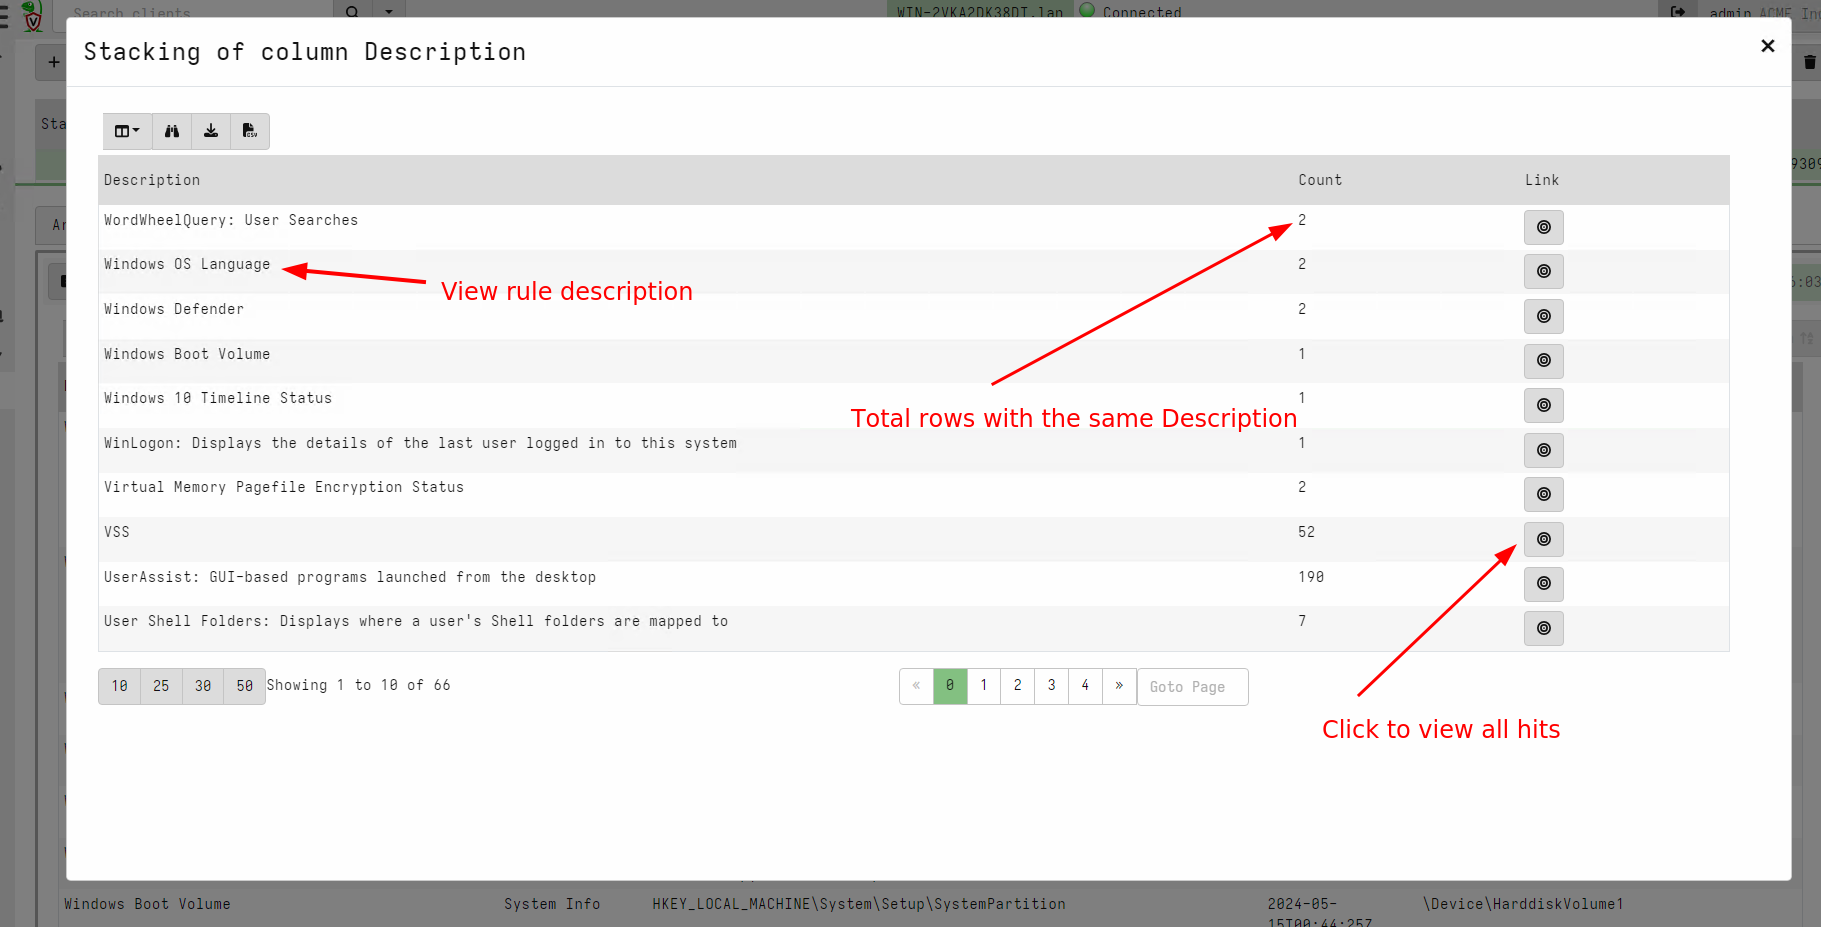 Search clients
WIN-2VKA2DK38DT.lan
Connected
admin
Stacking of column Description
Description Count Link
WordWheelQuery: User Searches 2
Windows OS Language 2
View rule description
Windows Defender 2
Windows Boot Volume 1
Windows 10 Timeline Status 1
Total rows with the same Description
WinLogon: Displays the details of the last user logged in to this system 1
Virtual Memory Pagefile Encryption Status 2
VSS 52
UserAssist: GUI-based programs launched from the desktop 190
User Shell Folders: Displays where a user's Shell folders are mapped to 7
10 25 30 50 Showing 1 to 10 of 66 « 0 1 2 3 4 » Goto Page
Click to view all hits
Windows Boot Volume System Info HKEY_LOCAL_MACHINE\System\Setup\SystemPartition 2024-05- \Device\HarddiskVolume1
15T00:44:25Z